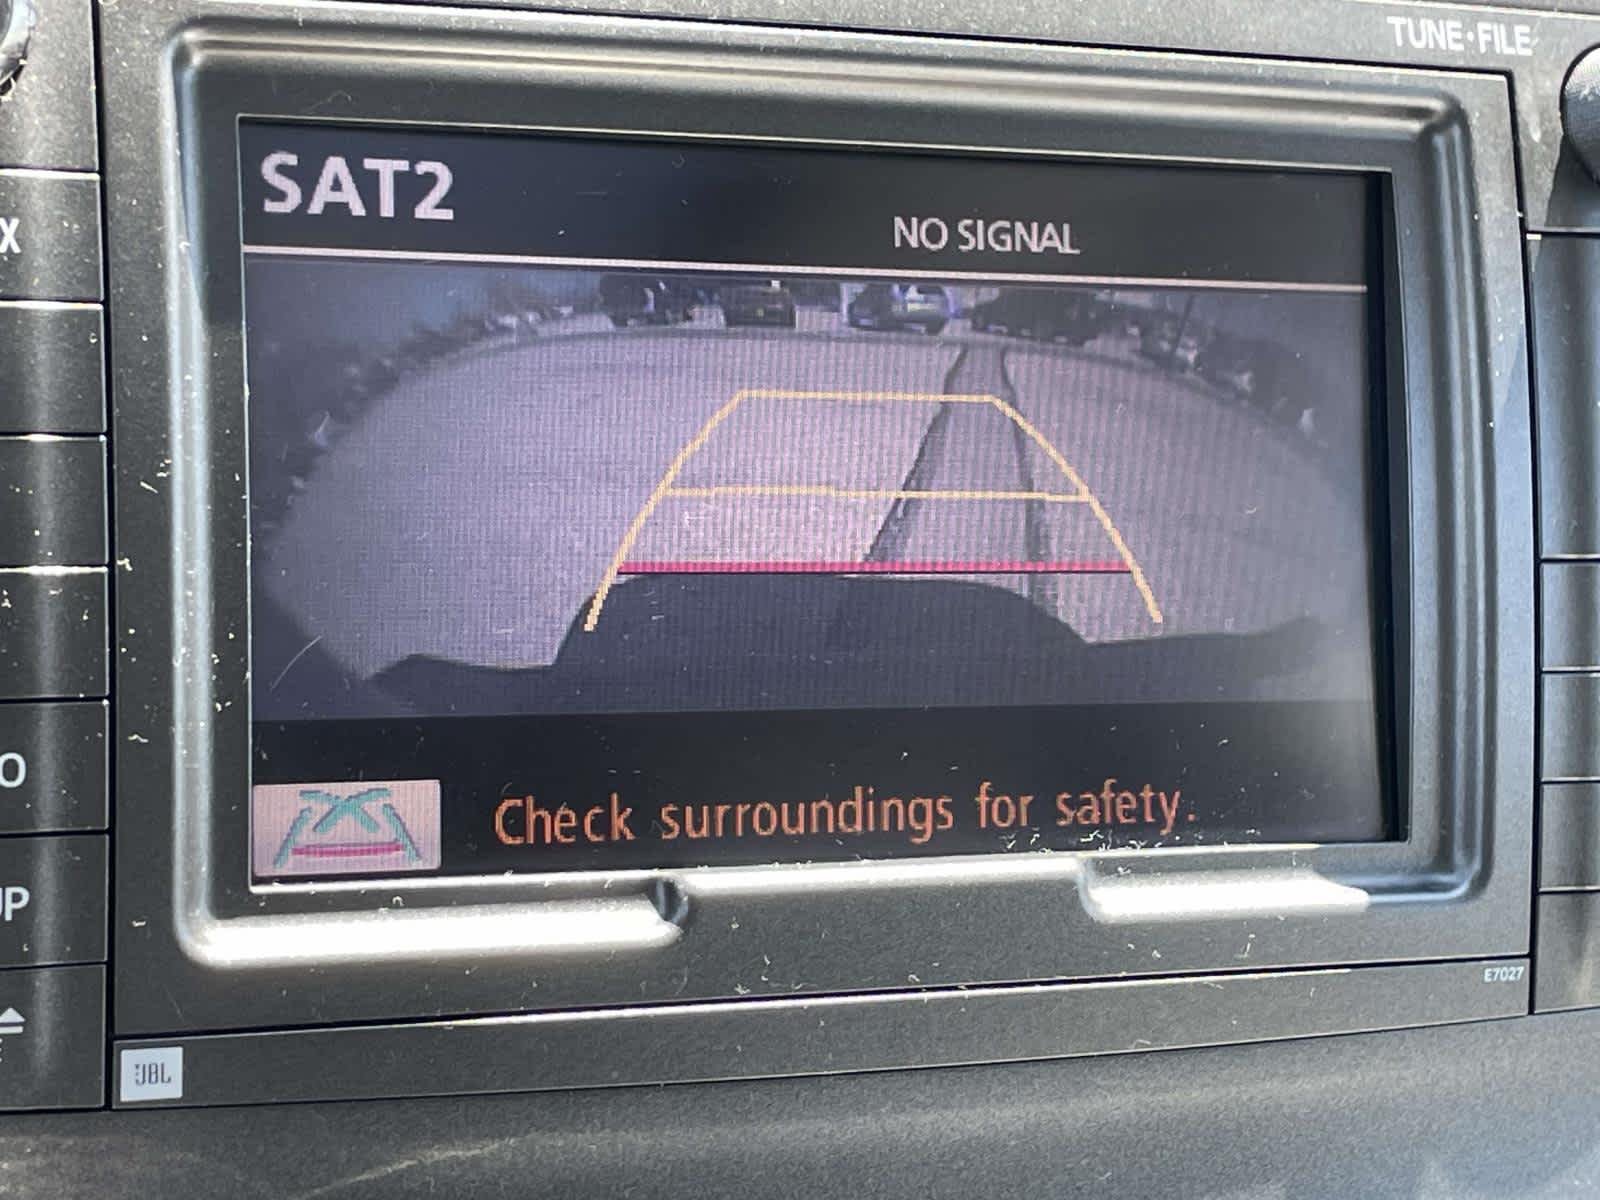 TUNE·FILE
SAT2
NO SIGNAL
Check surroundings for safety.
E7027
JBL